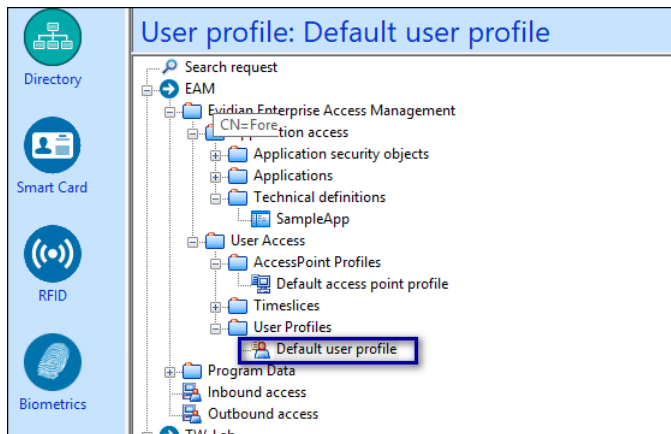 User profile: Default user profile
Directory
Smart Card
RFID
Biometrics
Search request
EAM
Evidian Enterprise Access Management
CN=Fore
access
Application security objects
Applications
Technical definitions
SampleApp
User Access
AccessPoint Profiles
Default access point profile
Timeslices
User Profiles
Default user profile
Program Data
Inbound access
Outbound access